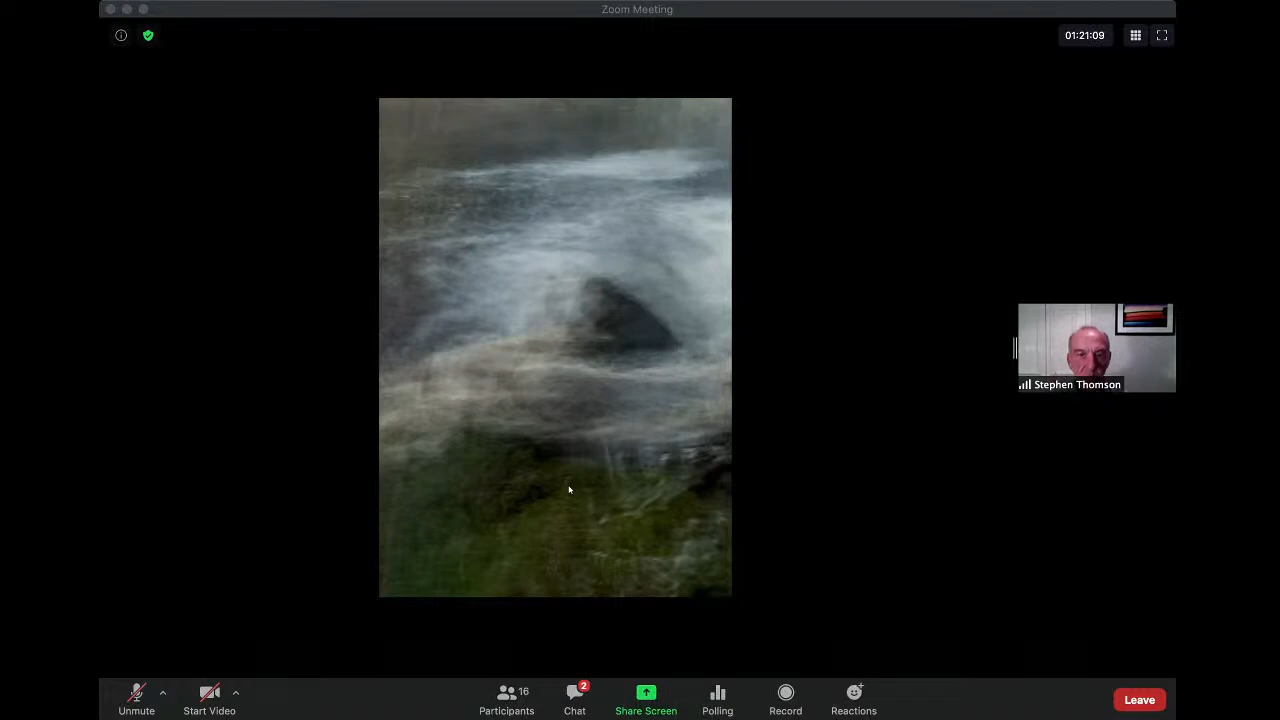 Zoom Meeting
01:21:09
Stephen Thomson
Unmute
Start Video
16
Participants
2
Chat
Share Screen
Polling
Record
Reactions
Leave